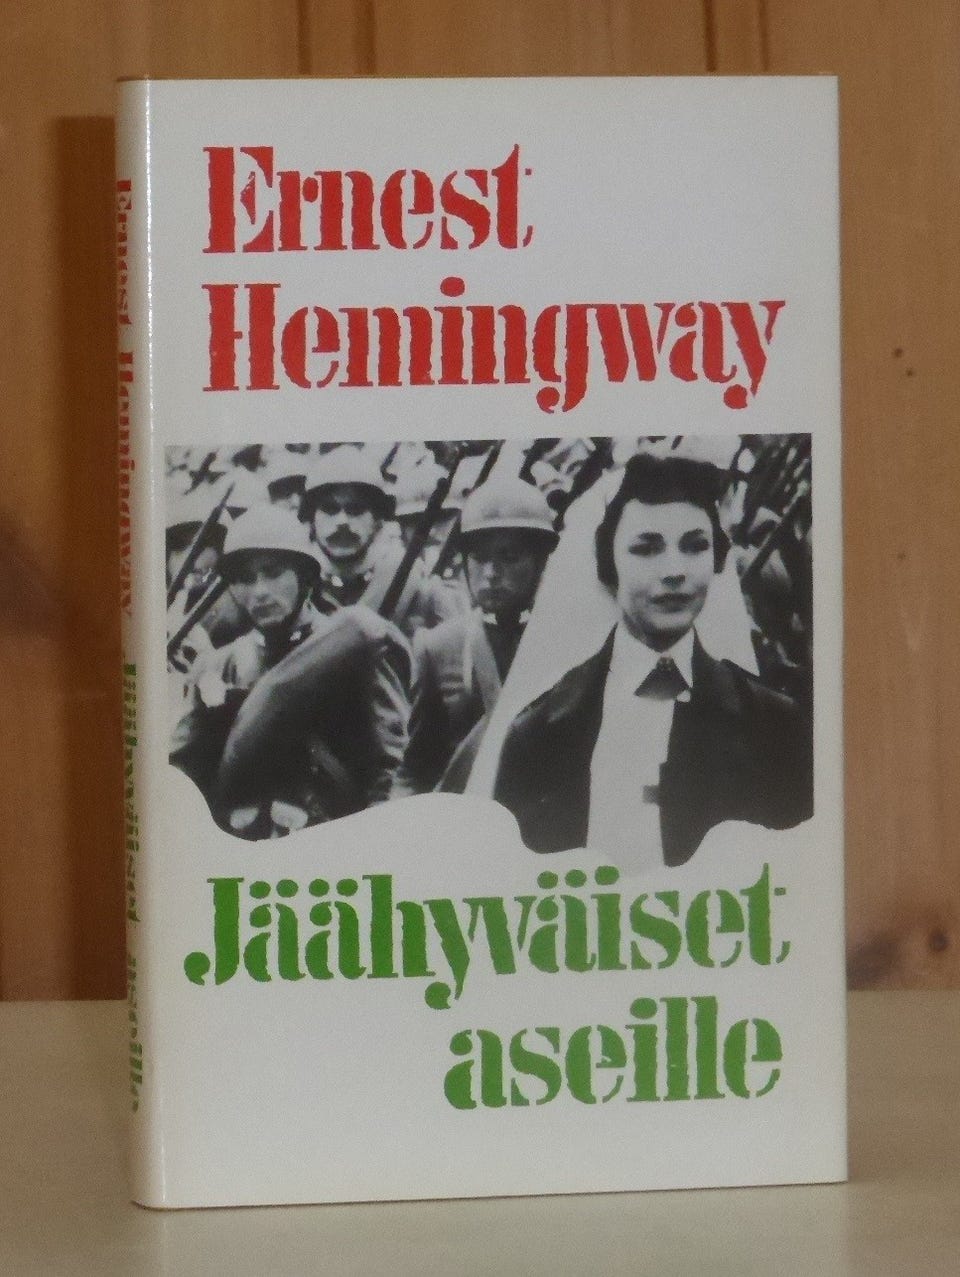 Ernest
Hemingway
Jäähyväiset
aseille
Ernest Hemingway Jäähyväiset aseille